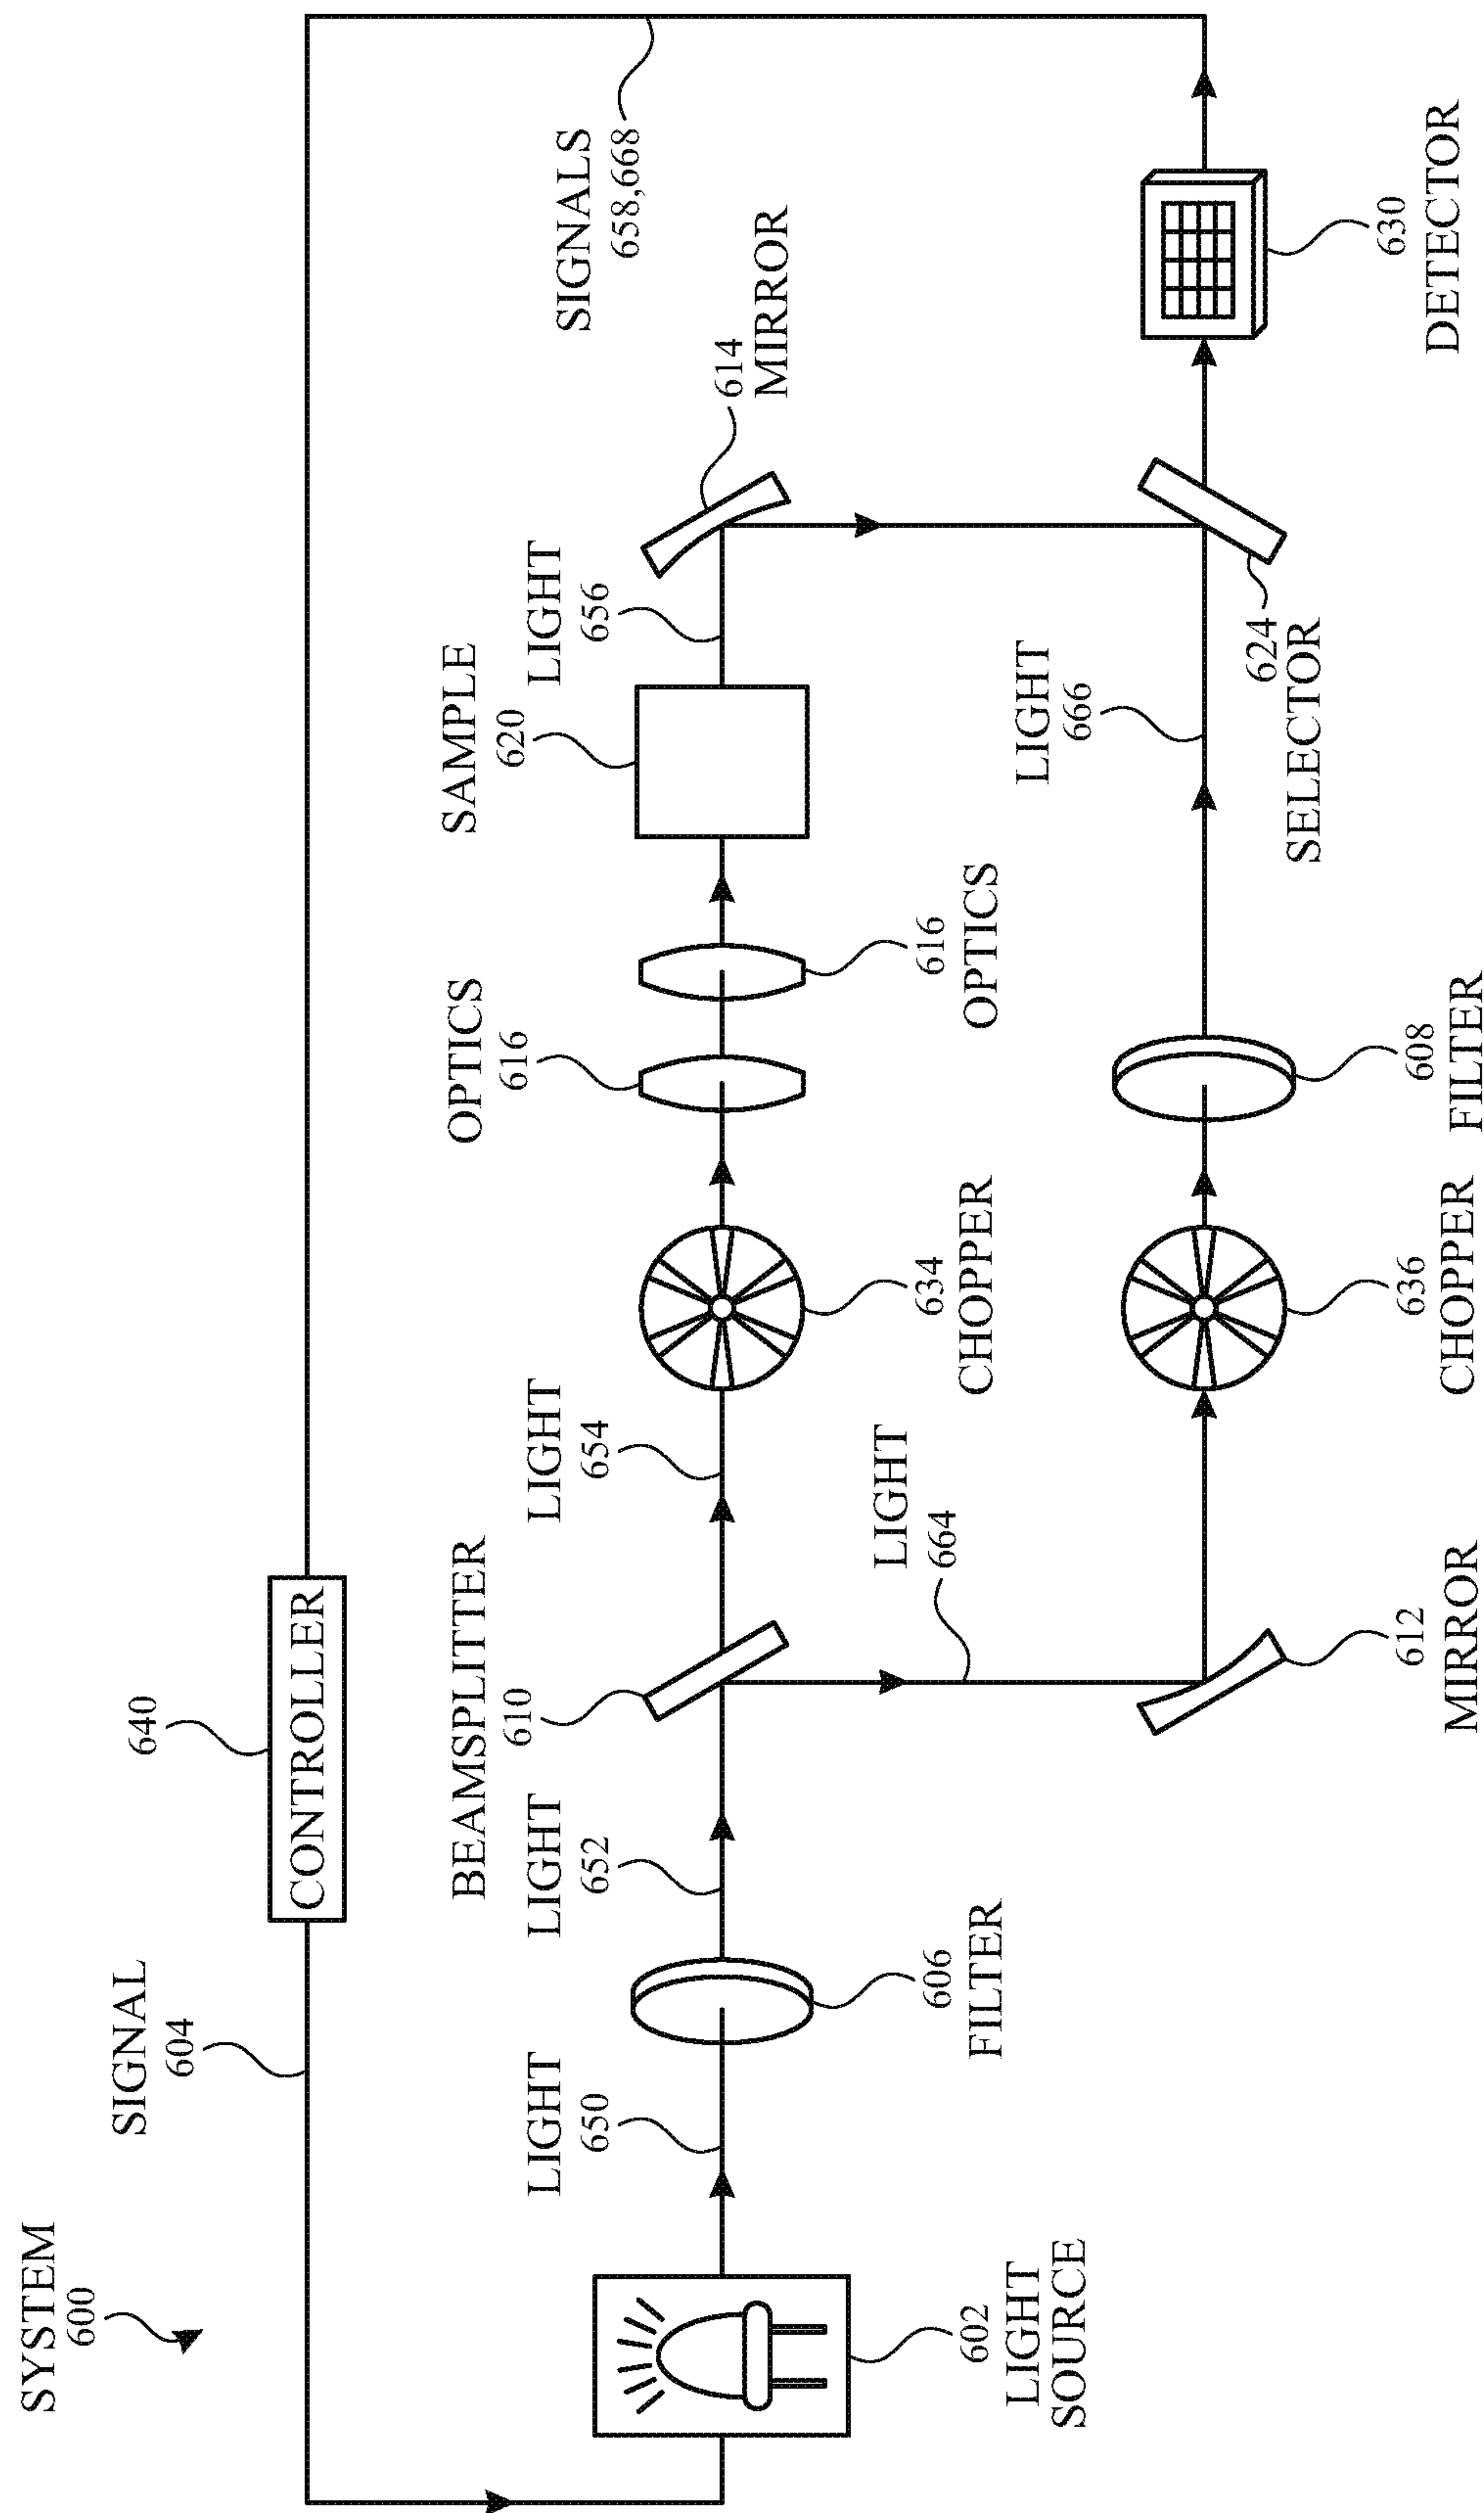 SYSTEM
600
SIGNAL
604
640
CONTROLLER
SIGNALS
658,668
LIGHT
SOURCE
602
LIGHT
650
606
FILTER
LIGHT
652
BEAMSPLITTER
610
LIGHT
654
634
CHOPPER
OPTICS
616
616
OPTICS
SAMPLE
620
LIGHT
656
614
MIRROR
LIGHT
664
612
MIRROR
636
CHOPPER
608
FILTER
LIGHT
666
624
SELECTOR
630
DETECTOR